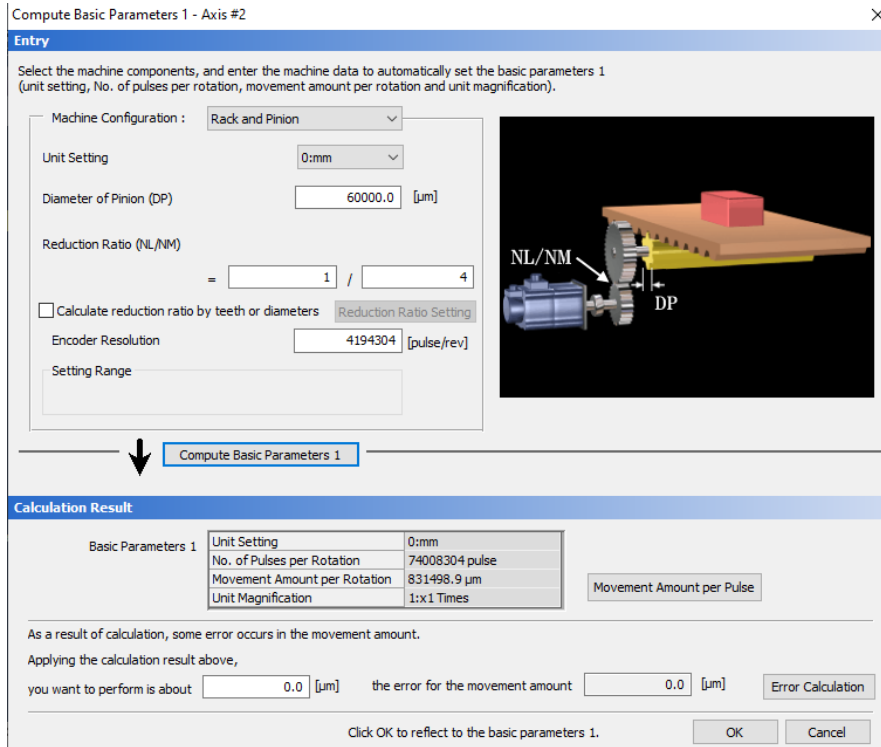 Compute Basic Parameters 1 - Axis #2
Entry
Select the machine components, and enter the machine data to automatically set the basic parameters 1
(unit setting, No. of pulses per rotation, movement amount per rotation and unit magnification).
Machine Configuration : Rack and Pinion
Unit Setting 0:mm
Diameter of Pinion (DP) 60000.0 [μm]
Reduction Ratio (NL/NM)
= 1 / 4
Calculate reduction ratio by teeth or diameters Reduction Ratio Setting
Encoder Resolution 4194304 [pulse/rev]
Setting Range
NL/NM
DP
Compute Basic Parameters 1
Calculation Result
Basic Parameters 1
Unit Setting 0:mm
No. of Pulses per Rotation 74008304 pulse
Movement Amount per Rotation 831498.9 μm
Unit Magnification 1:x1 Times
Movement Amount per Pulse
As a result of calculation, some error occurs in the movement amount.
Applying the calculation result above,
you want to perform is about 0.0 [μm] the error for the movement amount 0.0 [μm] Error Calculation
Click OK to reflect to the basic parameters 1. OK Cancel